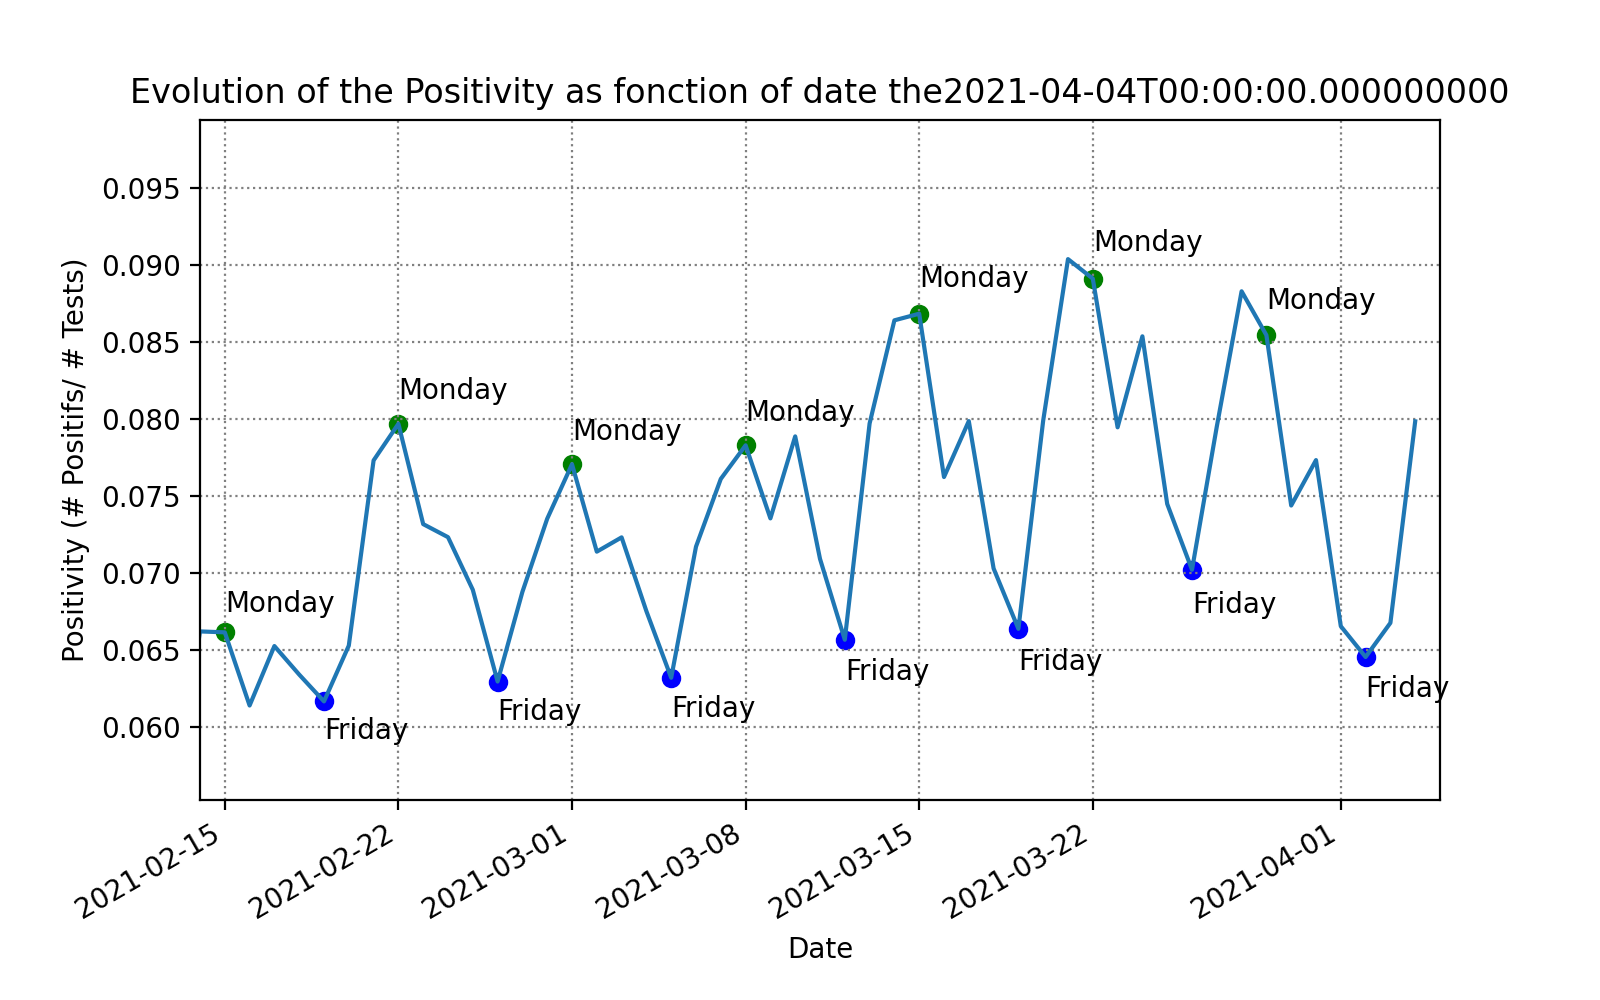 Evolution of the Positivity as fonction of date the2021-04-04T00:00:00.000000000
Positivity (# Positifs/ # Tests)
0.095
0.090
0.085
0.080
0.075
0.070
0.065
0.060
Monday
Monday
Monday
Monday
Monday
Monday
Monday
Friday
Friday
Friday
Friday
Friday
Friday
Friday
2021-02-15
2021-02-22
2021-03-01
2021-03-08
2021-03-15
2021-03-22
2021-04-01
Date